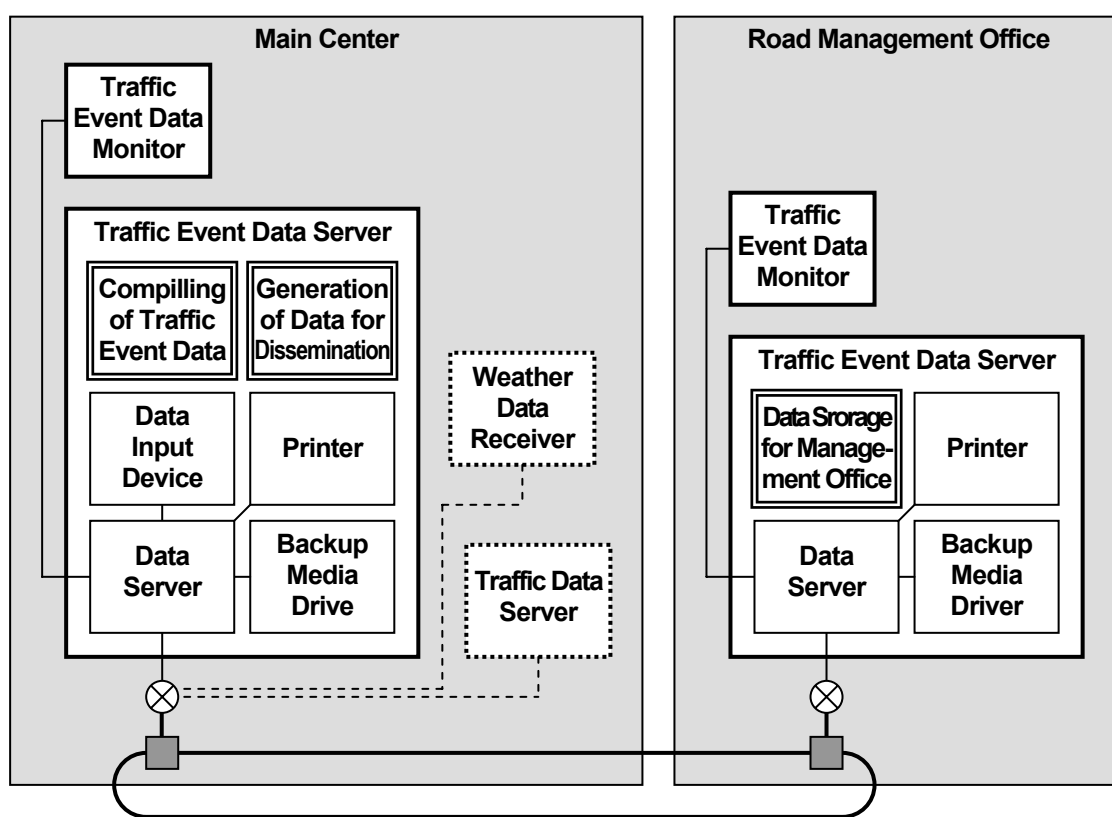 Main Center
Traffic
Event Data
Monitor
Traffic Event Data Server
Compilling
of Traffic
Event Data
Generation
of Data for
Dissemination
Data
Input
Device
Printer
Data
Server
Backup
Media
Drive
Weather
Data
Receiver
Traffic Data
Server
Road Management Office
Traffic
Event Data
Monitor
Traffic Event Data Server
Data Srorage
for Manage-
ment Office
Printer
Data
Server
Backup
Media
Driver